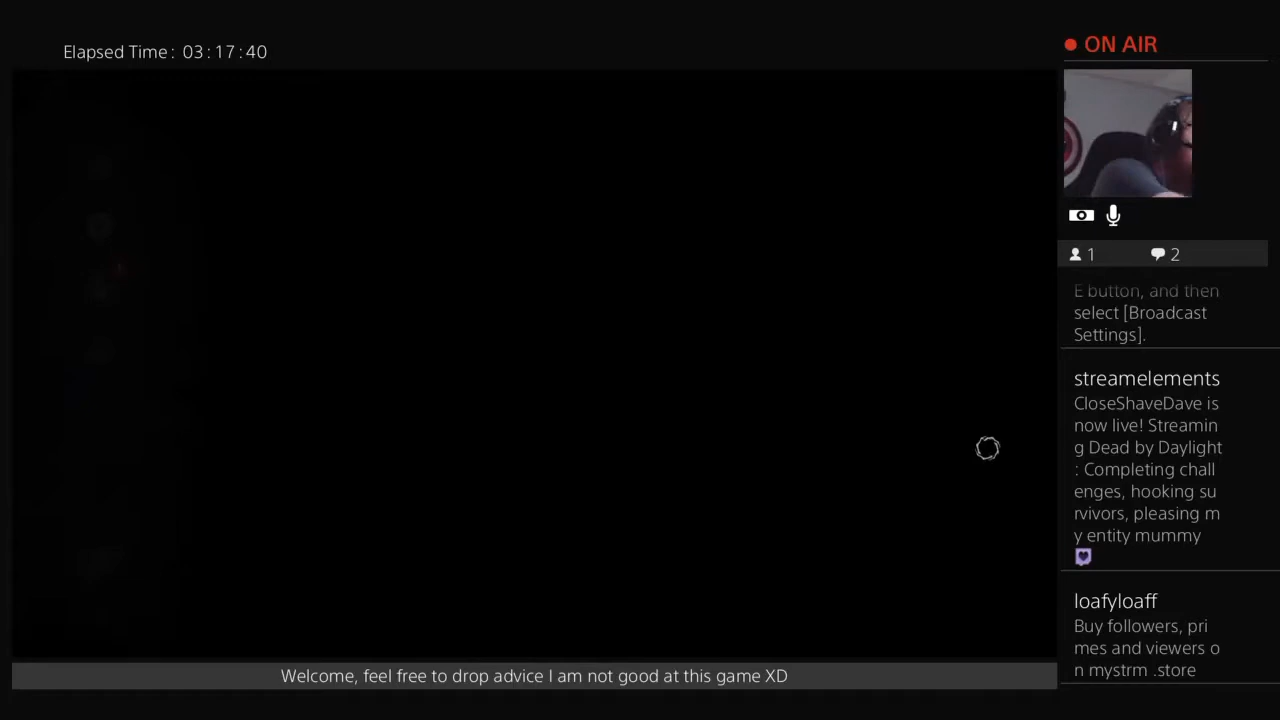 Elapsed Time: 03:17:40
ON AIR
1
2
E button, and then
select [Broadcast
Settings].
streamelements
CloseShaveDave is
now live! Streamin
g Dead by Daylight
: Completing chall
enges, hooking su
rvivors, pleasing m
y entity mummy
loafyloaff
Buy followers, pri
mes and viewers o
n mystrm .store
Welcome, feel free to drop advice I am not good at this game XD